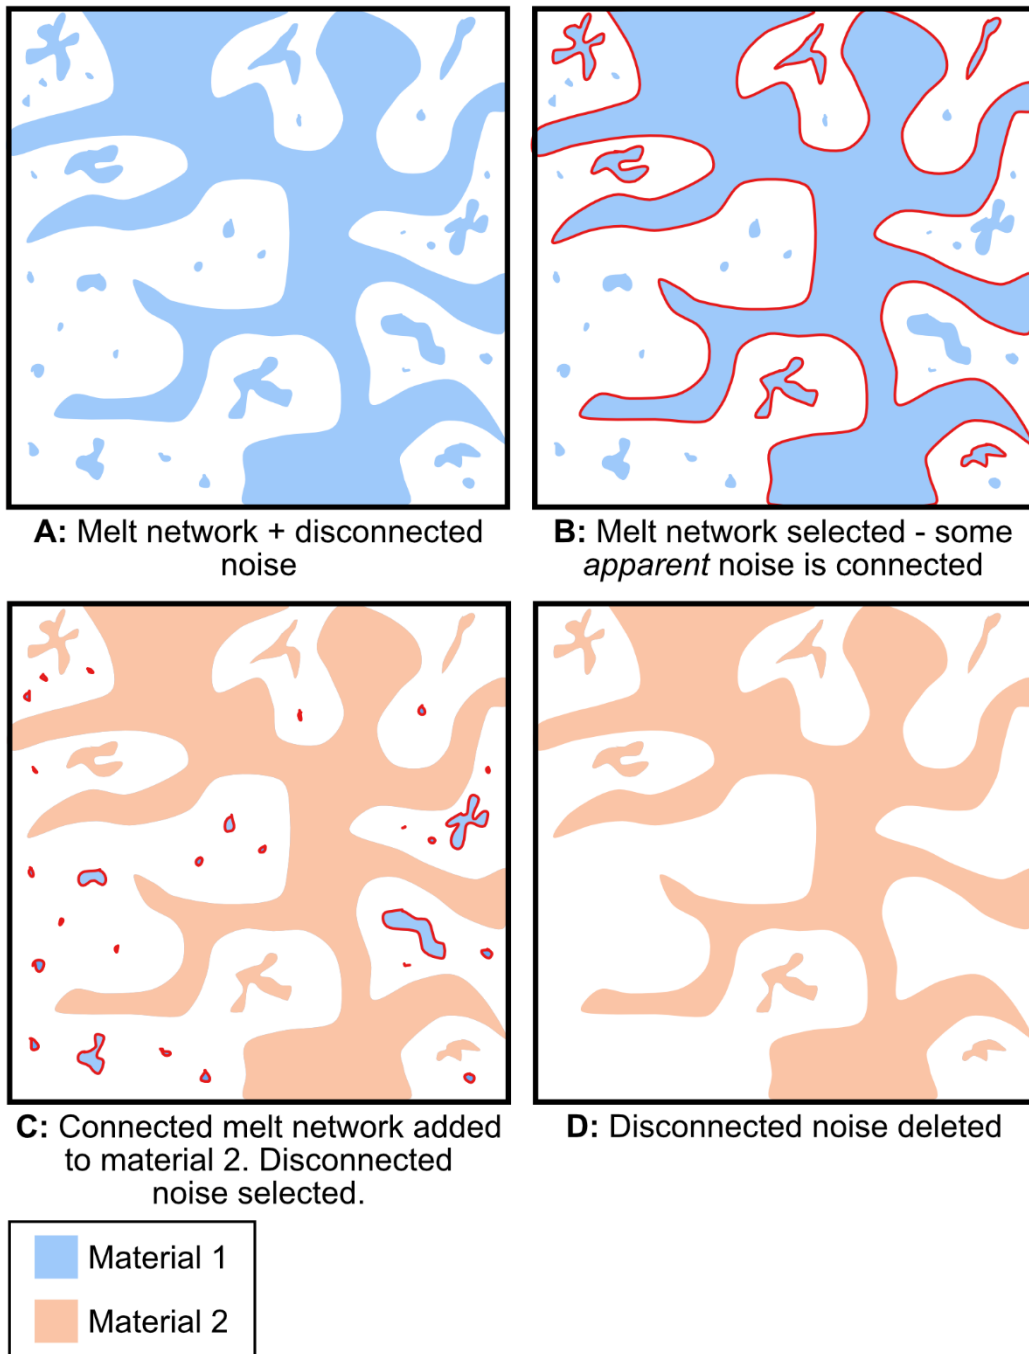 A: Melt network + disconnected
noise
B: Melt network selected - some
apparent noise is connected
C: Connected melt network added
to material 2. Disconnected
noise selected.
D: Disconnected noise deleted
Material 1
Material 2